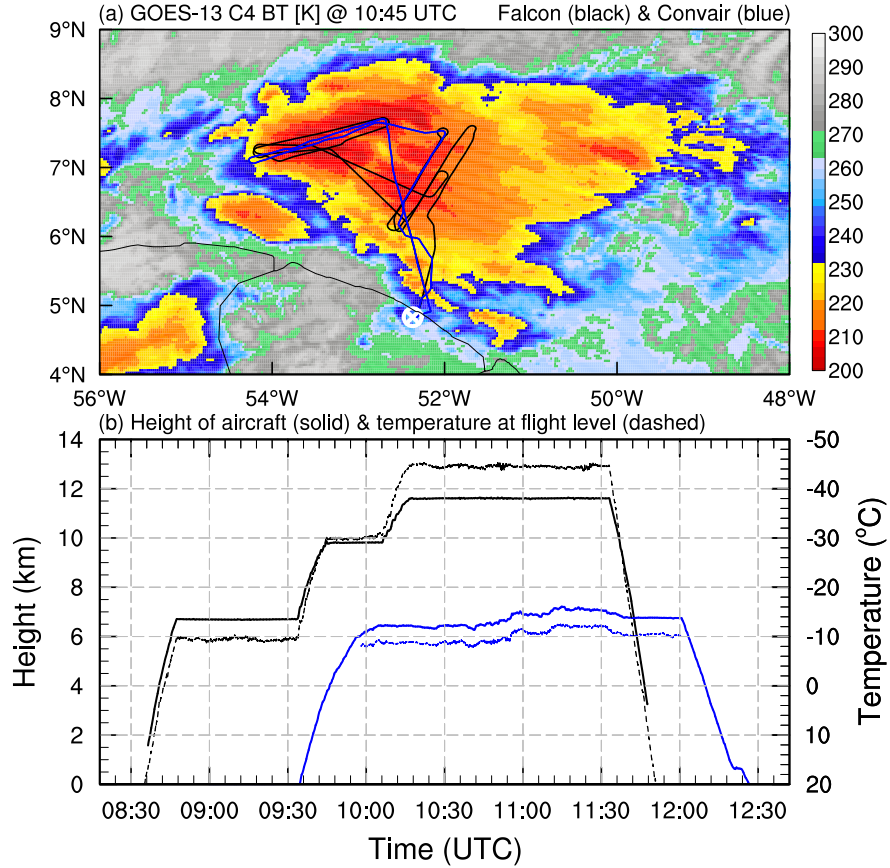 (a) GOES-13 C4 BT [K] @ 10:45 UTC Falcon (black) & Convair (blue)
9°N
8°N
7°N
6°N
5°N
4°N
56°W 54°W 52°W 50°W 48°W
300
290
280
270
263
260
250
240
230
220
210
200
(b) Height of aircraft (solid) & temperature at flight level (dashed)
Height (km)
14
12
10
8
6
4
2
0
-50
-40
-30
-20
-10
0
10
20
Temperature (°C)
08:30 09:00 09:30 10:00 10:30 11:00 11:30 12:00 12:30
Time (UTC)